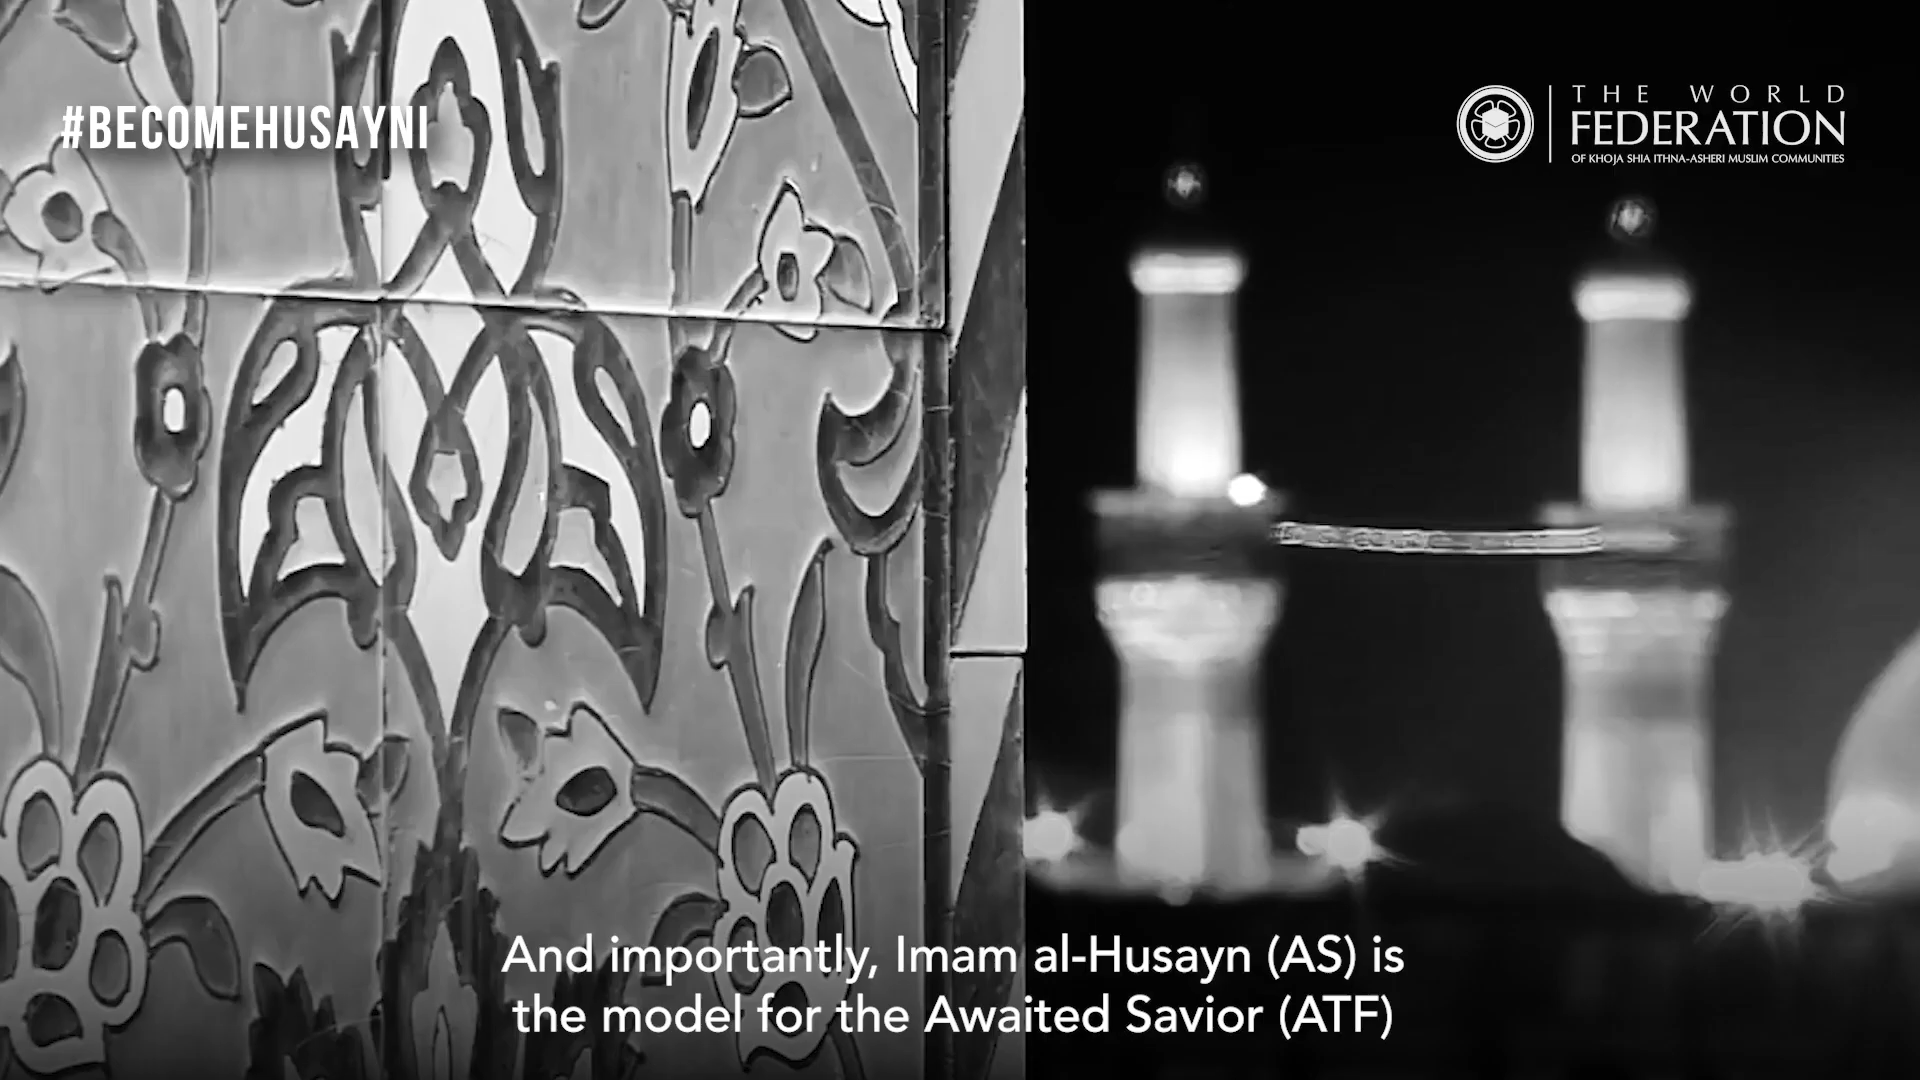 #BECOMEHUSAYNI
THE WORLD
FEDERATION
OF KHOJA SHIA ITHNA-ASHERI MUSLIM COMMUNITIES
And importantly, Imam al-Husayn (AS) is
the model for the Awaited Savior (ATF)